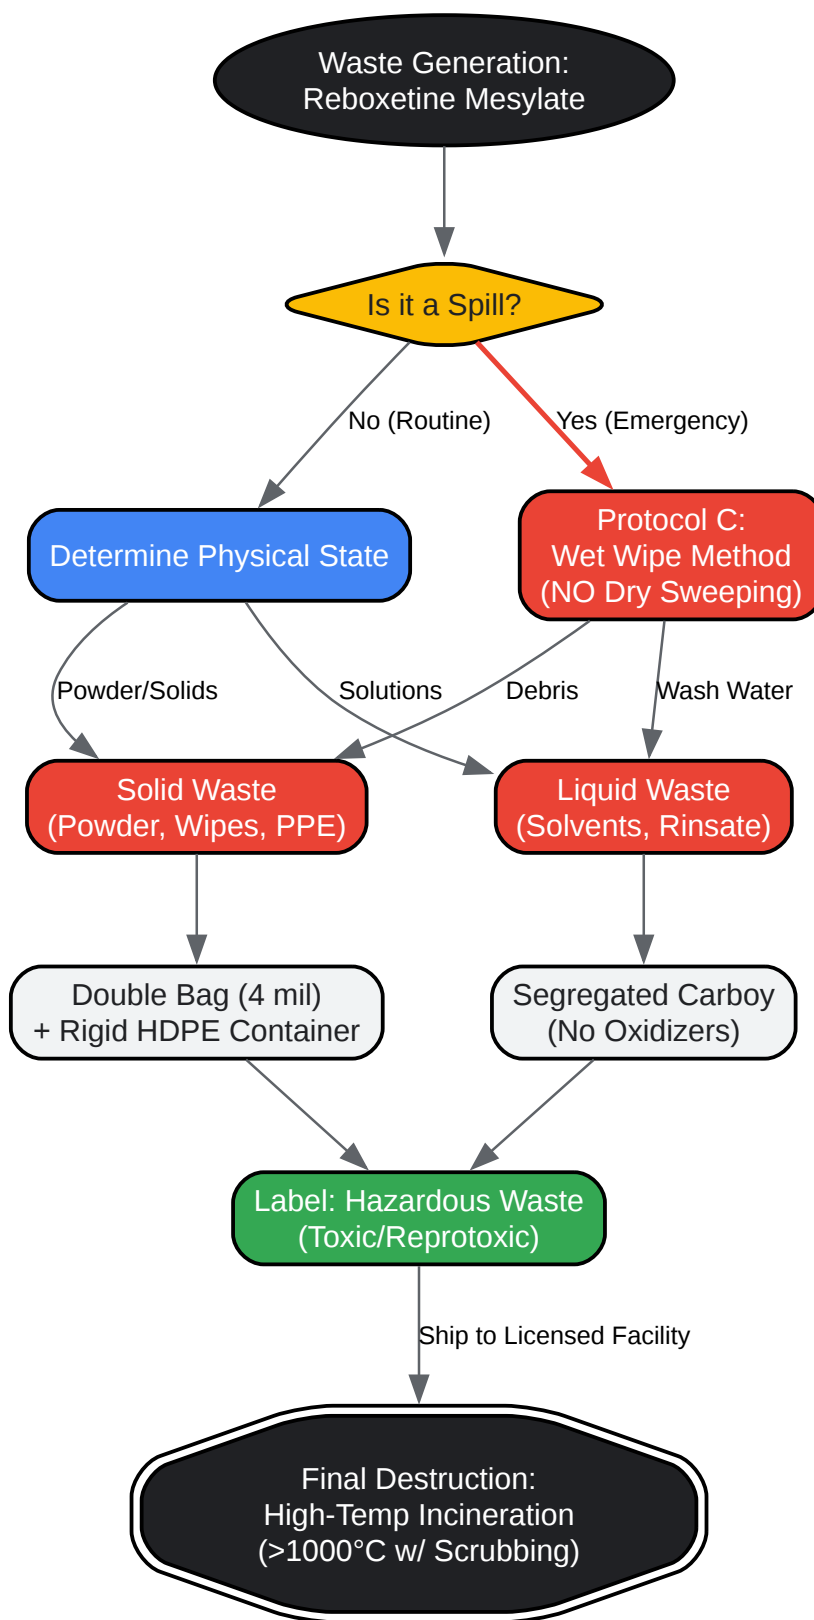 Waste Generation:
Reboxetine Mesylate
Is it a Spill?
No (Routine)
Yes (Emergency)
Determine Physical State
Protocol C:
Wet Wipe Method
(NO Dry Sweeping)
Powder/Solids
Solutions
Debris
Wash Water
Solid Waste
(Powder, Wipes, PPE)
Liquid Waste
(Solvents, Rinsate)
Double Bag (4 mil)
+ Rigid HDPE Container
Segregated Carboy
(No Oxidizers)
Label: Hazardous Waste
(Toxic/Reprotoxic)
Ship to Licensed Facility
Final Destruction:
High-Temp Incineration
(>1000°C w/ Scrubbing)